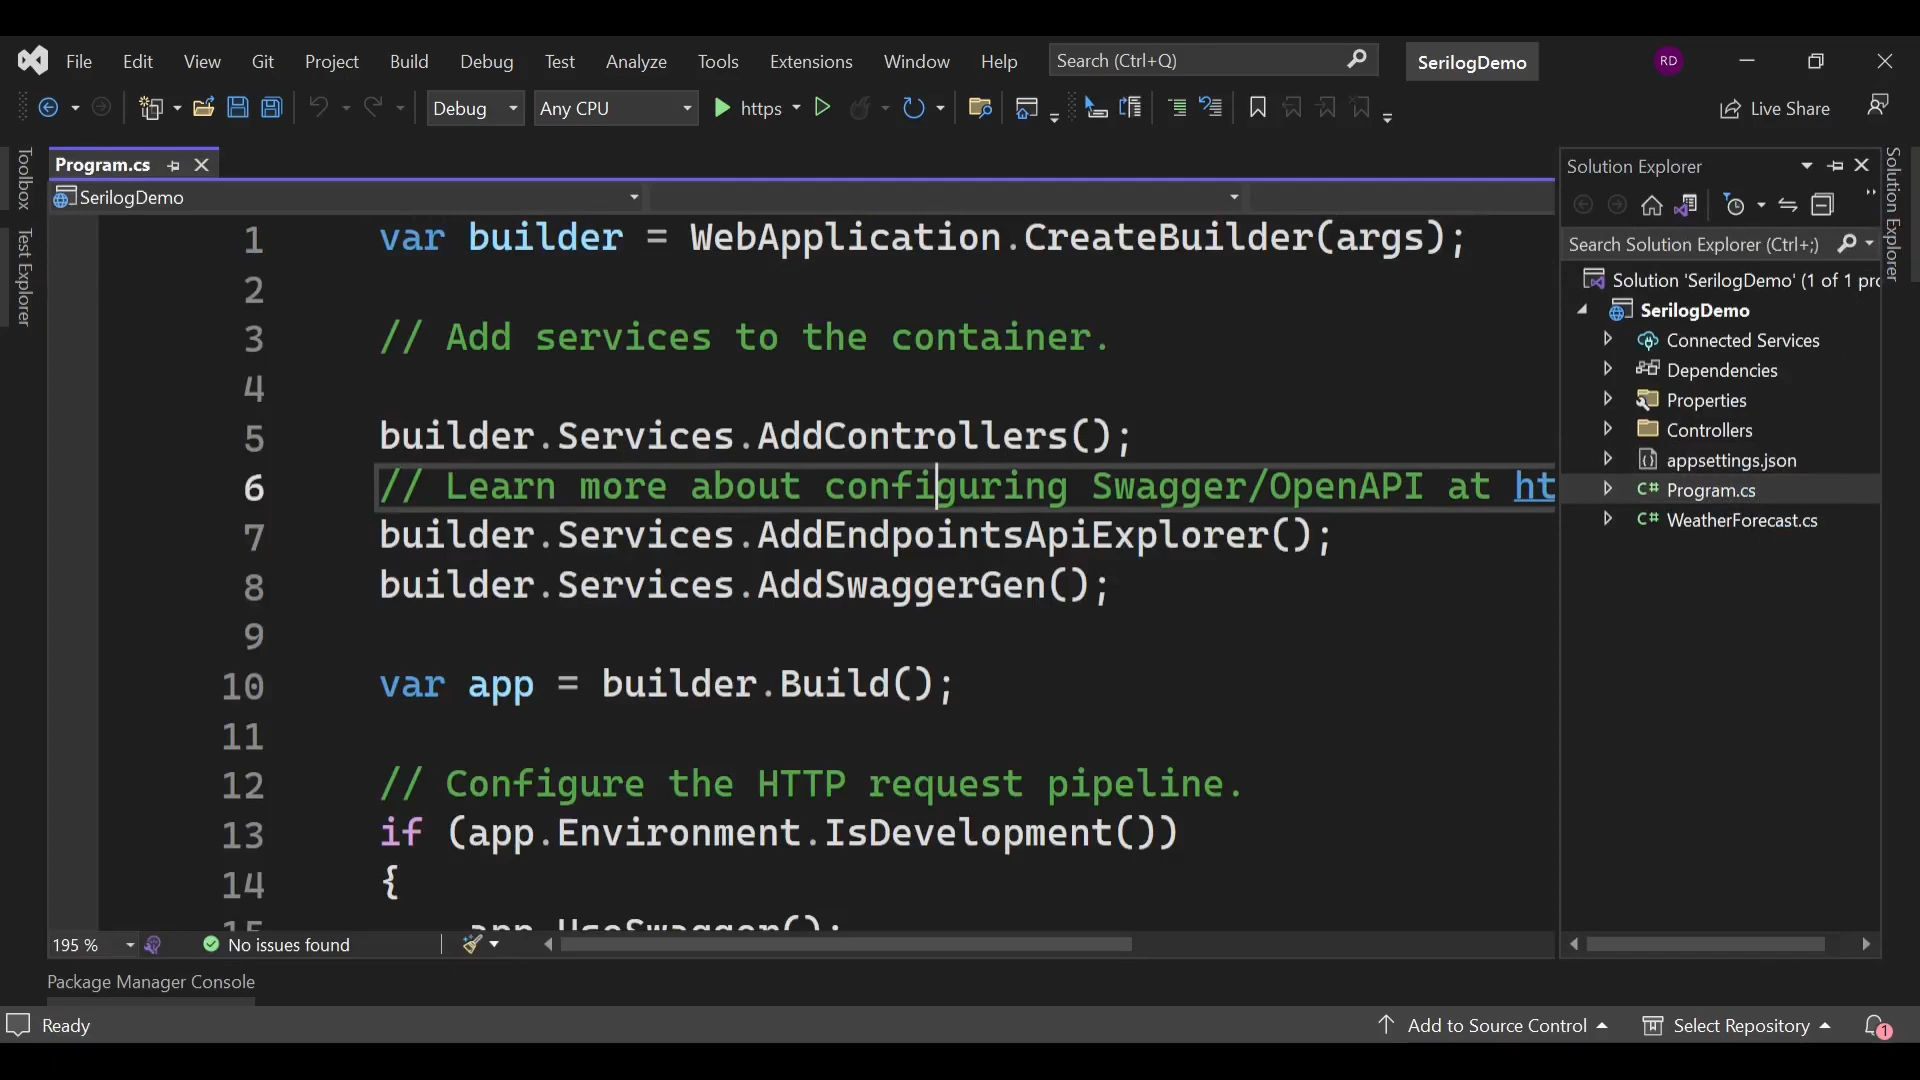 File Edit View Git Project Build Debug Test Analyze Tools Extensions Window Help Search (Ctrl+Q) SerilogDemo RD
Debug Any CPU https Live Share
Toolbox
Test Explorer
Program.cs
SerilogDemo
1 var builder = WebApplication.CreateBuilder(args);
2
3 // Add services to the container.
4
5 builder.Services.AddControllers();
6 // Learn more about configuring Swagger/OpenAPI at ht
7 builder.Services.AddEndpointsApiExplorer();
8 builder.Services.AddSwaggerGen();
9
10 var app = builder.Build();
11
12 // Configure the HTTP request pipeline.
13 if (app.Environment.IsDevelopment())
14 {
15 app.UseSwagger();
195 % No issues found
Solution Explorer
Search Solution Explorer (Ctrl+;)
Solution 'SerilogDemo' (1 of 1 pro
SerilogDemo
Connected Services
Dependencies
Properties
Controllers
appsettings.json
C# Program.cs
C# WeatherForecast.cs
Solution Explorer
Package Manager Console
Ready Add to Source Control Select Repository 1